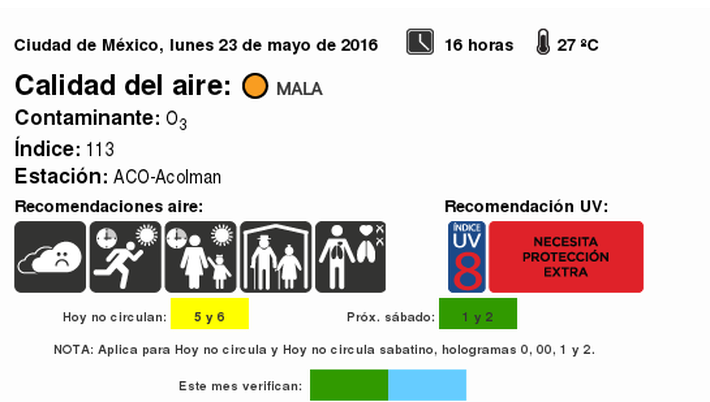 Ciudad de México, lunes 23 de mayo de 2016 16 horas 27 ºC
Calidad del aire: MALA
Contaminante: O₃
Índice: 113
Estación: ACO-Acolman
Recomendaciones aire: Recomendación UV:
ÍNDICE
UV
8
NECESITA
PROTECCIÓN
EXTRA
Hoy no circulan: 5 y 6 Próx. sábado: 1 y 2
NOTA: Aplica para Hoy no circula y Hoy no circula sabatino, hologramas 0, 00, 1 y 2.
Este mes verifican: